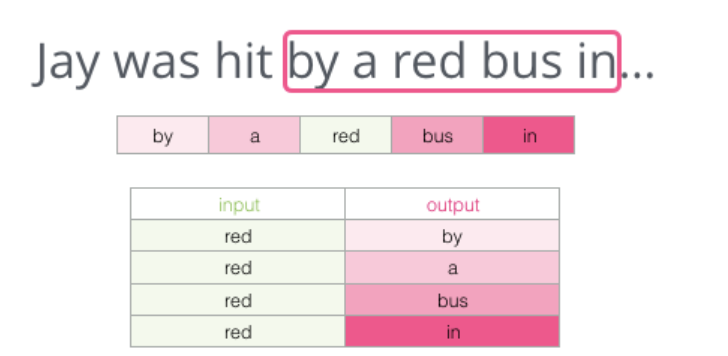 Jay was hit by a red bus in...
by a red bus in
input output
red by
red a
red bus
red in